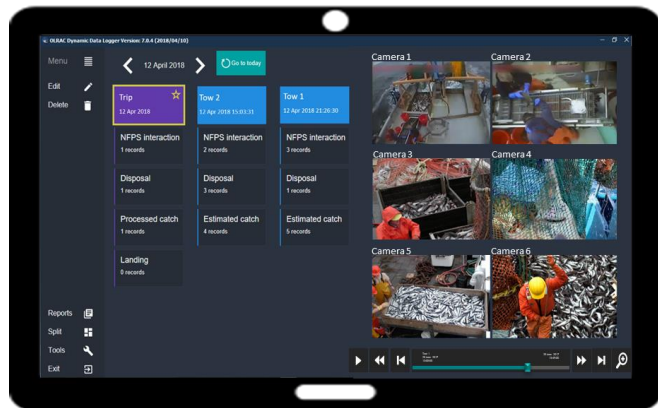 OLRAC Dynamic Data Logger Version: 7.0.4 (2018/04/10)
Menu
Edit
Delete
Reports
Split
Tools
Exit
12 April 2018
Go to today
Trip
12 Apr 2018
NFPS interaction
1 records
Disposal
1 records
Processed catch
1 records
Landing
0 records
Tow 2
12 Apr 2018 15:03:31
NFPS interaction
2 records
Disposal
3 records
Estimated catch
4 records
Tow 1
12 Apr 2018 21:26:30
NFPS interaction
3 records
Disposal
1 records
Estimated catch
5 records
Camera 1
Camera 2
Camera 3
Camera 4
Camera 5
Camera 6